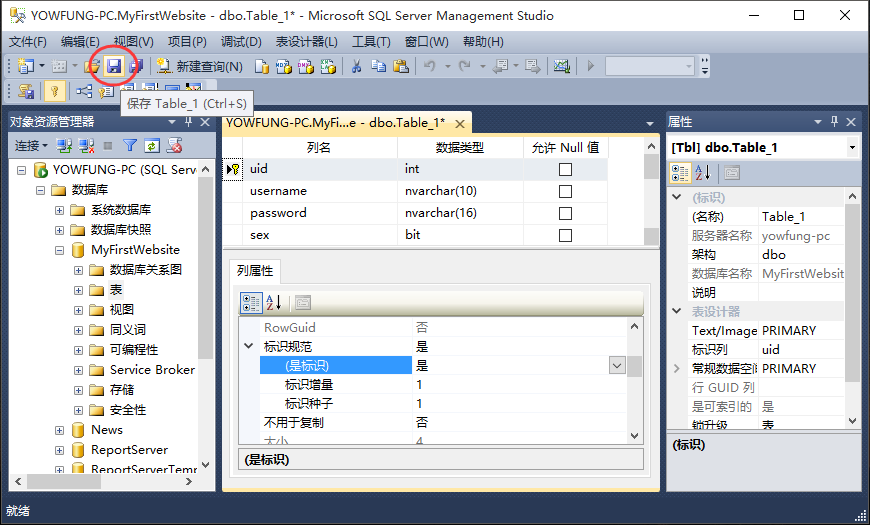 YOWFUNG-PC.MyFirstWebsite - dbo.Table_1* - Microsoft SQL Server Management Studio
文件(F) 编辑(E) 视图(V) 项目(P) 调试(D) 表设计器(L) 工具(T) 窗口(W) 帮助(H)
新建查询(N)
保存 Table_1 (Ctrl+S)
对象资源管理器
连接
YOWFUNG-PC (SQL Serve
数据库
系统数据库
数据库快照
MyFirstWebsite
数据库关系图
表
视图
同义词
可编程性
Service Broker
存储
安全性
News
ReportServer
ReportServerTemp
YOWFUNG-PC.MyFi...e - dbo.Table_1*
列名 数据类型 允许 Null 值
uid int
username nvarchar(10)
password nvarchar(16)
sex bit
列属性
RowGuid 否
标识规范 是
(是标识) 是
标识增量 1
标识种子 1
不用于复制 否
大小 4
(是标识)
属性
[Tbl] dbo.Table_1
(标识)
(名称) Table_1
服务器名称 yowfung-pc
架构 dbo
数据库名称 MyFirstWebsit
说明
表设计器
Text/Image PRIMARY
标识列 uid
常规数据空间 PRIMARY
行 GUID 列
是可索引的 是
锁升级 表
(标识)
就绪